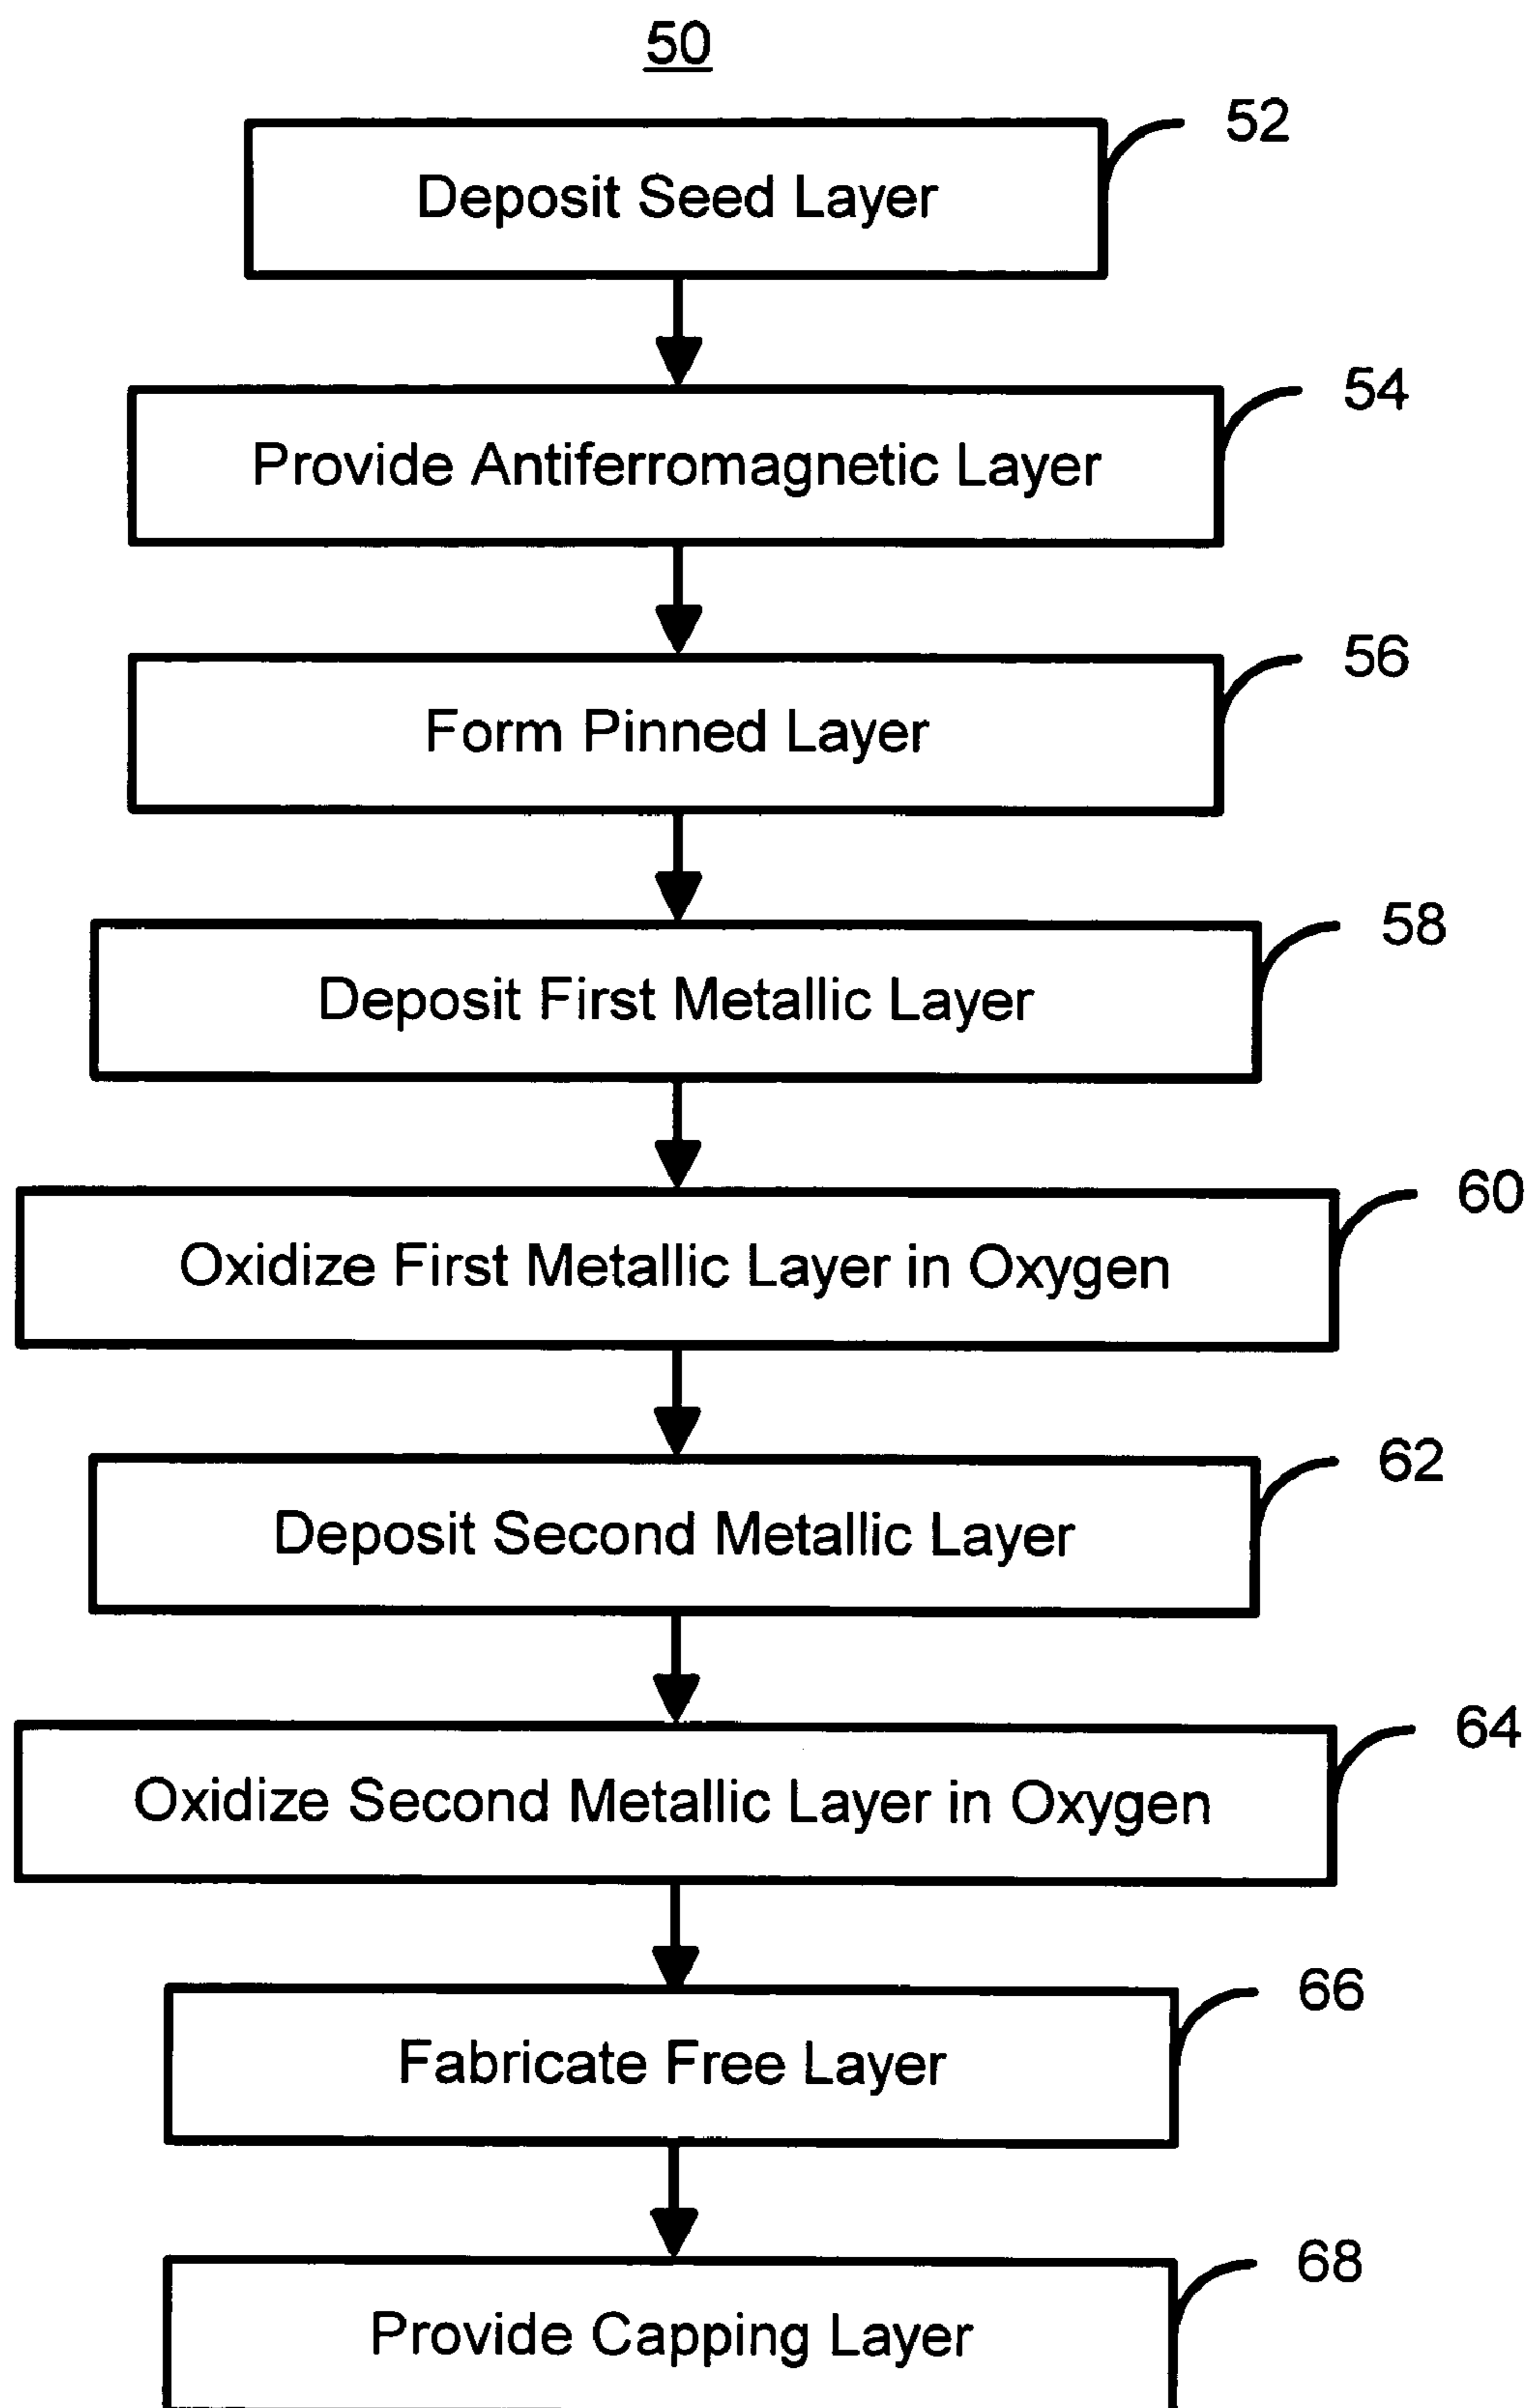 50
52
Deposit Seed Layer
54
Provide Antiferromagnetic Layer
56
Form Pinned Layer
58
Deposit First Metallic Layer
60
Oxidize First Metallic Layer in Oxygen
62
Deposit Second Metallic Layer
64
Oxidize Second Metallic Layer in Oxygen
66
Fabricate Free Layer
68
Provide Capping Layer